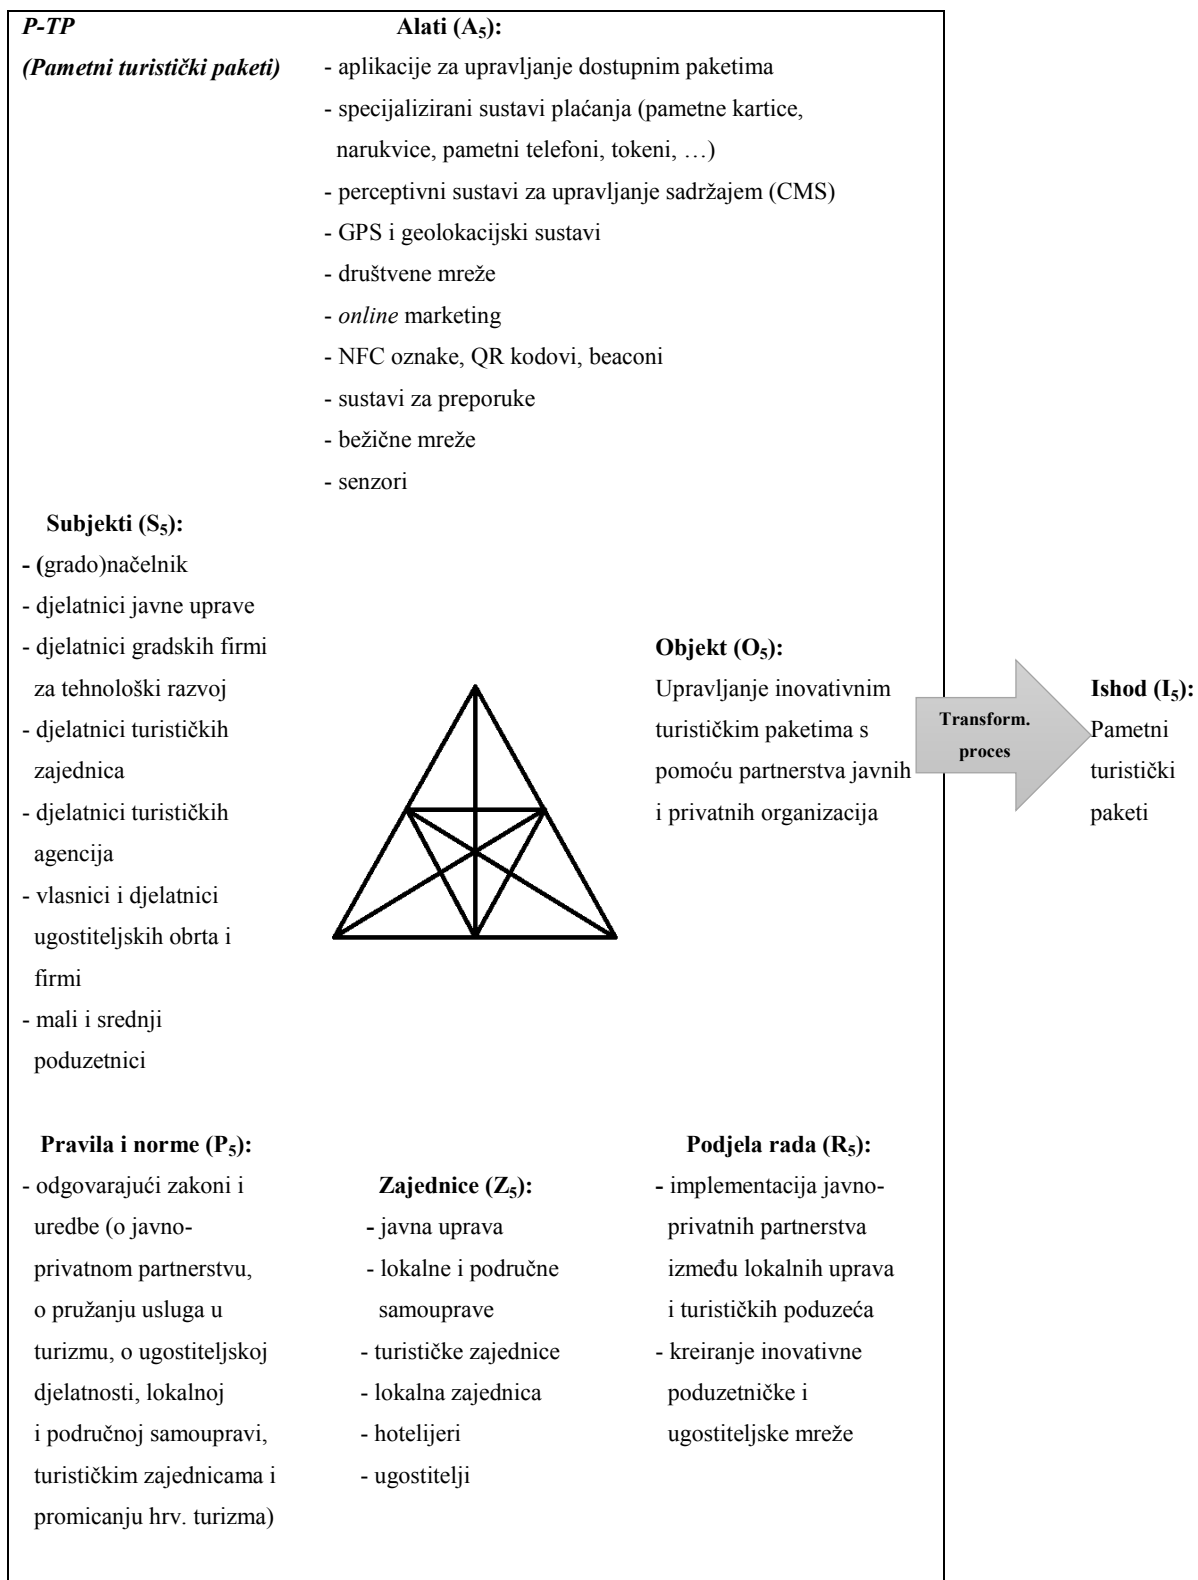 P-TP
(Pametni turistički paketi)
Alati (A5):
- aplikacije za upravljanje dostupnim paketima
- specijalizirani sustavi plaćanja (pametne kartice,
narukvice, pametni telefoni, tokeni, …)
- perceptivni sustavi za upravljanje sadržajem (CMS)
- GPS i geolokacijski sustavi
- društvene mreže
- online marketing
- NFC oznake, QR kodovi, beaconi
- sustavi za preporuke
- bežične mreže
- senzori
Subjekti (S5):
- (grado)načelnik
- djelatnici javne uprave
- djelatnici gradskih firmi
za tehnološki razvoj
- djelatnici turističkih
zajednica
- djelatnici turističkih
agencija
- vlasnici i djelatnici
ugostiteljskih obrta i
firmi
- mali i srednji
poduzetnici
Objekt (O5):
Upravljanje inovativnim
turističkim paketima s
pomoću partnerstva javnih
i privatnih organizacija
Transform.
proces
Ishod (I5):
Pametni
turistički
paketi
Pravila i norme (P5):
- odgovarajući zakoni i
uredbe (o javno-
privatnom partnerstvu,
o pružanju usluga u
turizmu, o ugostiteljskoj
djelatnosti, lokalnoj
i područnoj samoupravi,
turističkim zajednicama i
promicanju hrv. turizma)
Zajednice (Z5):
- javna uprava
- lokalne i područne
samouprave
- turističke zajednice
- lokalna zajednica
- hotelijeri
- ugostitelji
Podjela rada (R5):
- implementacija javno-
privatnih partnerstva
između lokalnih uprava
i turističkih poduzeća
- kreiranje inovativne
poduzetničke i
ugostiteljske mreže